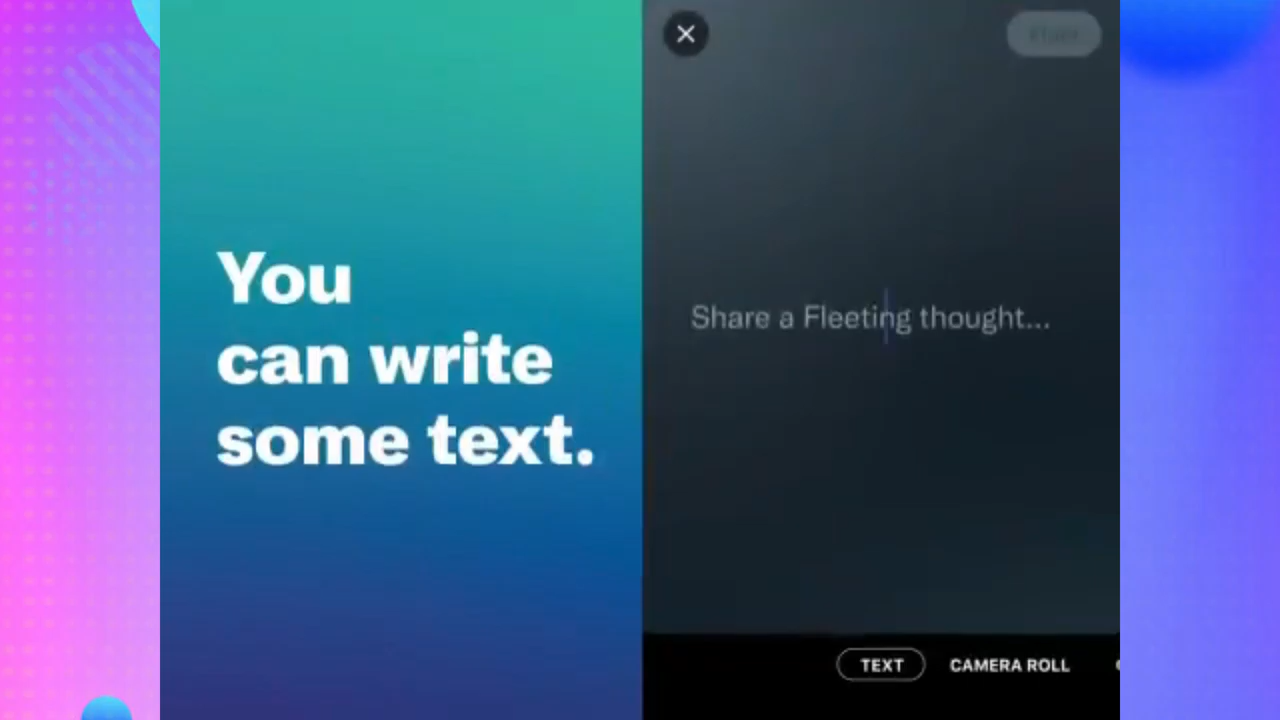 You
can write
some text.
Share a Fleeting thought...
TEXT
CAMERA ROLL